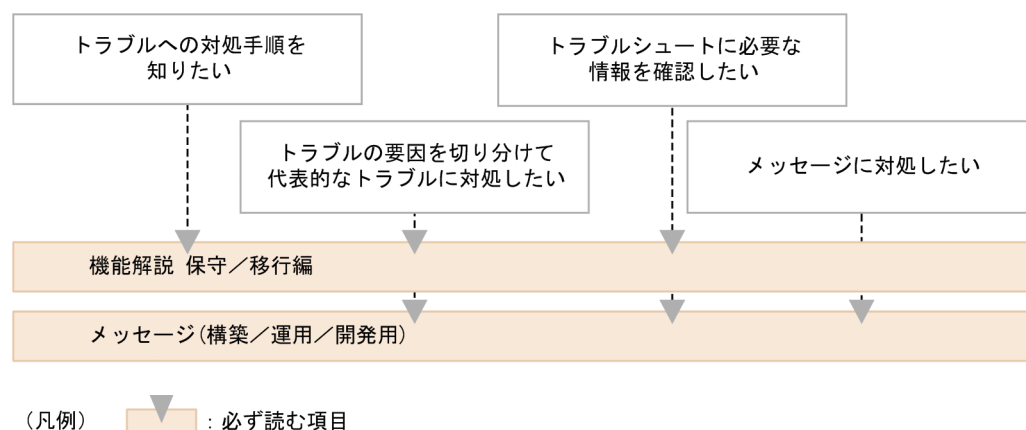 トラブルへの対処手順を
知りたい
トラブルシュートに必要な
情報を確認したい
トラブルの要因を切り分けて
代表的なトラブルに対処したい
メッセージに対処したい
機能解説 保守／移行編
メッセージ(構築／運用／開発用)
（凡例）
：必ず読む項目